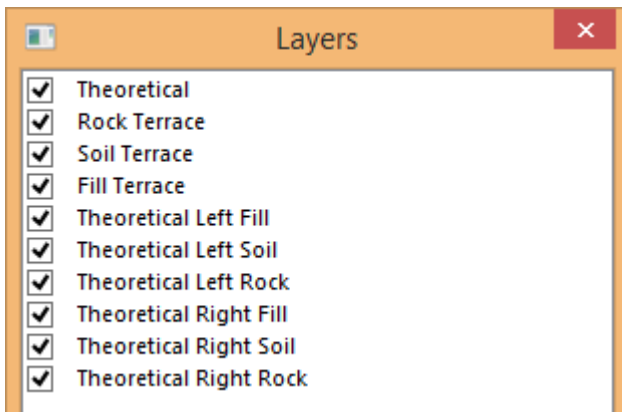 Layers
Theoretical
Rock Terrace
Soil Terrace
Fill Terrace
Theoretical Left Fill
Theoretical Left Soil
Theoretical Left Rock
Theoretical Right Fill
Theoretical Right Soil
Theoretical Right Rock